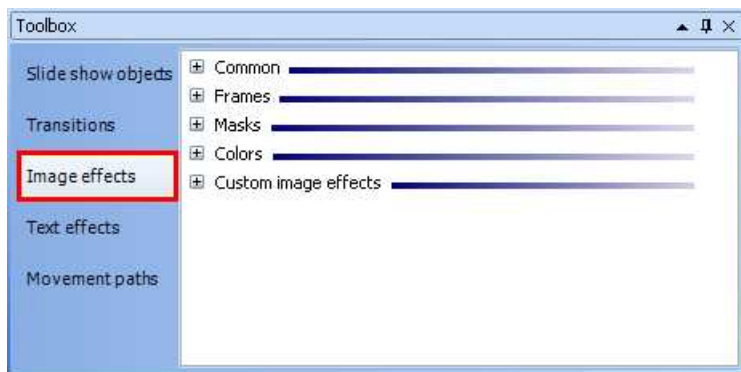 Toolbox
Slide show objects
Transitions
Image effects
Text effects
Movement paths
Common
Frames
Masks
Colors
Custom image effects